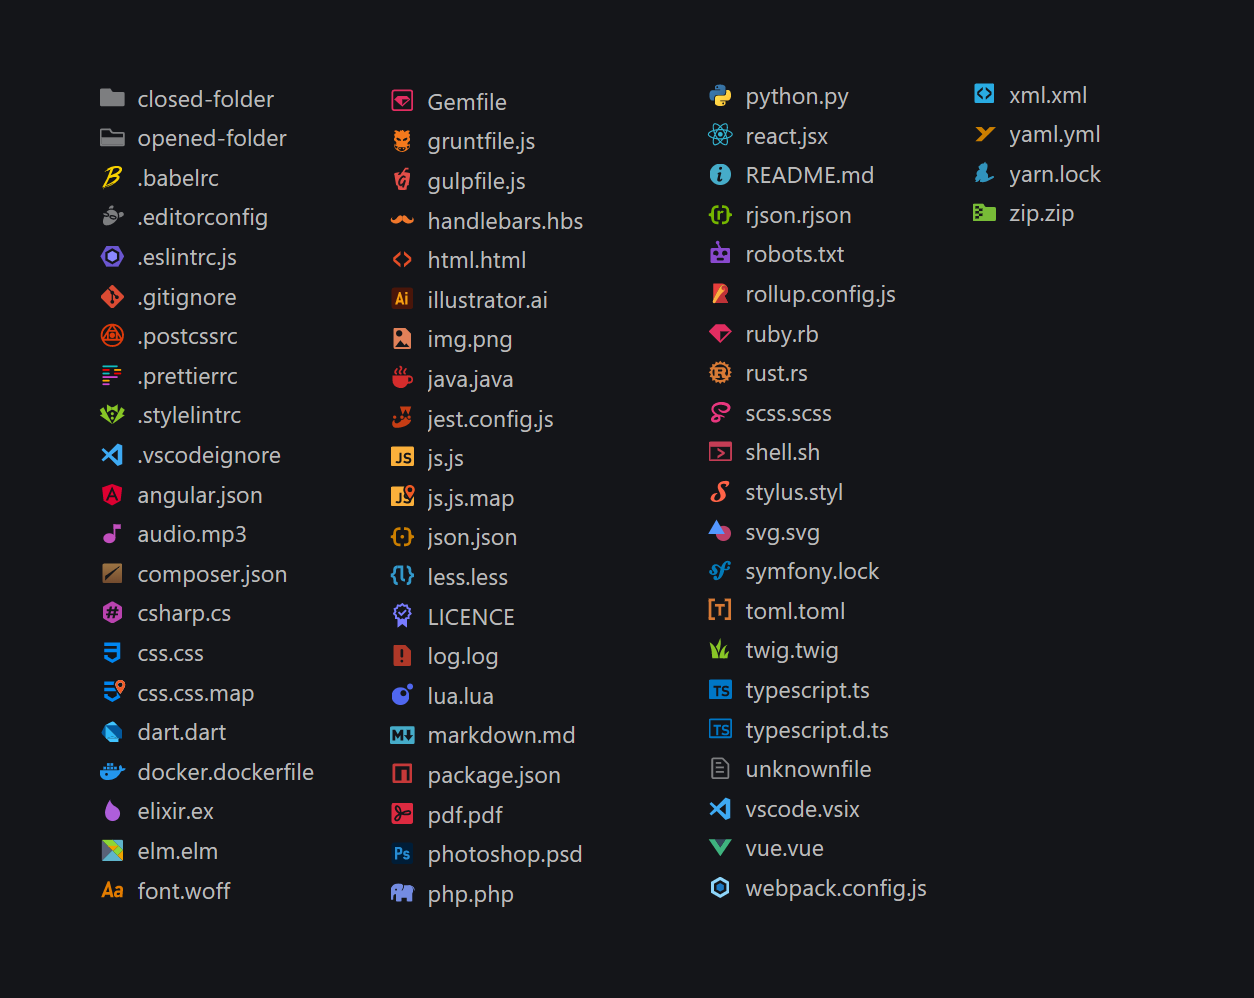 closed-folder
opened-folder
.babelrc
.editorconfig
.eslintrc.js
.gitignore
.postcssrc
.prettierrc
.stylelintrc
.vscodeignore
angular.json
audio.mp3
composer.json
csharp.cs
css.css
css.css.map
dart.dart
docker.dockerfile
elixir.ex
elm.elm
Aa font.woff
Gemfile
gruntfile.js
gulpfile.js
handlebars.hbs
html.html
Ai illustrator.ai
img.png
java.java
jest.config.js
JS js.js
JS js.js.map
json.json
less.less
LICENCE
log.log
lua.lua
M markdown.md
package.json
pdf.pdf
Ps photoshop.psd
php.php
python.py
react.jsx
README.md
rjson.rjson
robots.txt
rollup.config.js
ruby.rb
rust.rs
scss.scss
shell.sh
stylus.styl
svg.svg
symfony.lock
[T] toml.toml
twig.twig
TS typescript.ts
TS typescript.d.ts
unknownfile
vscode.vsix
vue.vue
webpack.config.js
xml.xml
yaml.yml
yarn.lock
zip.zip